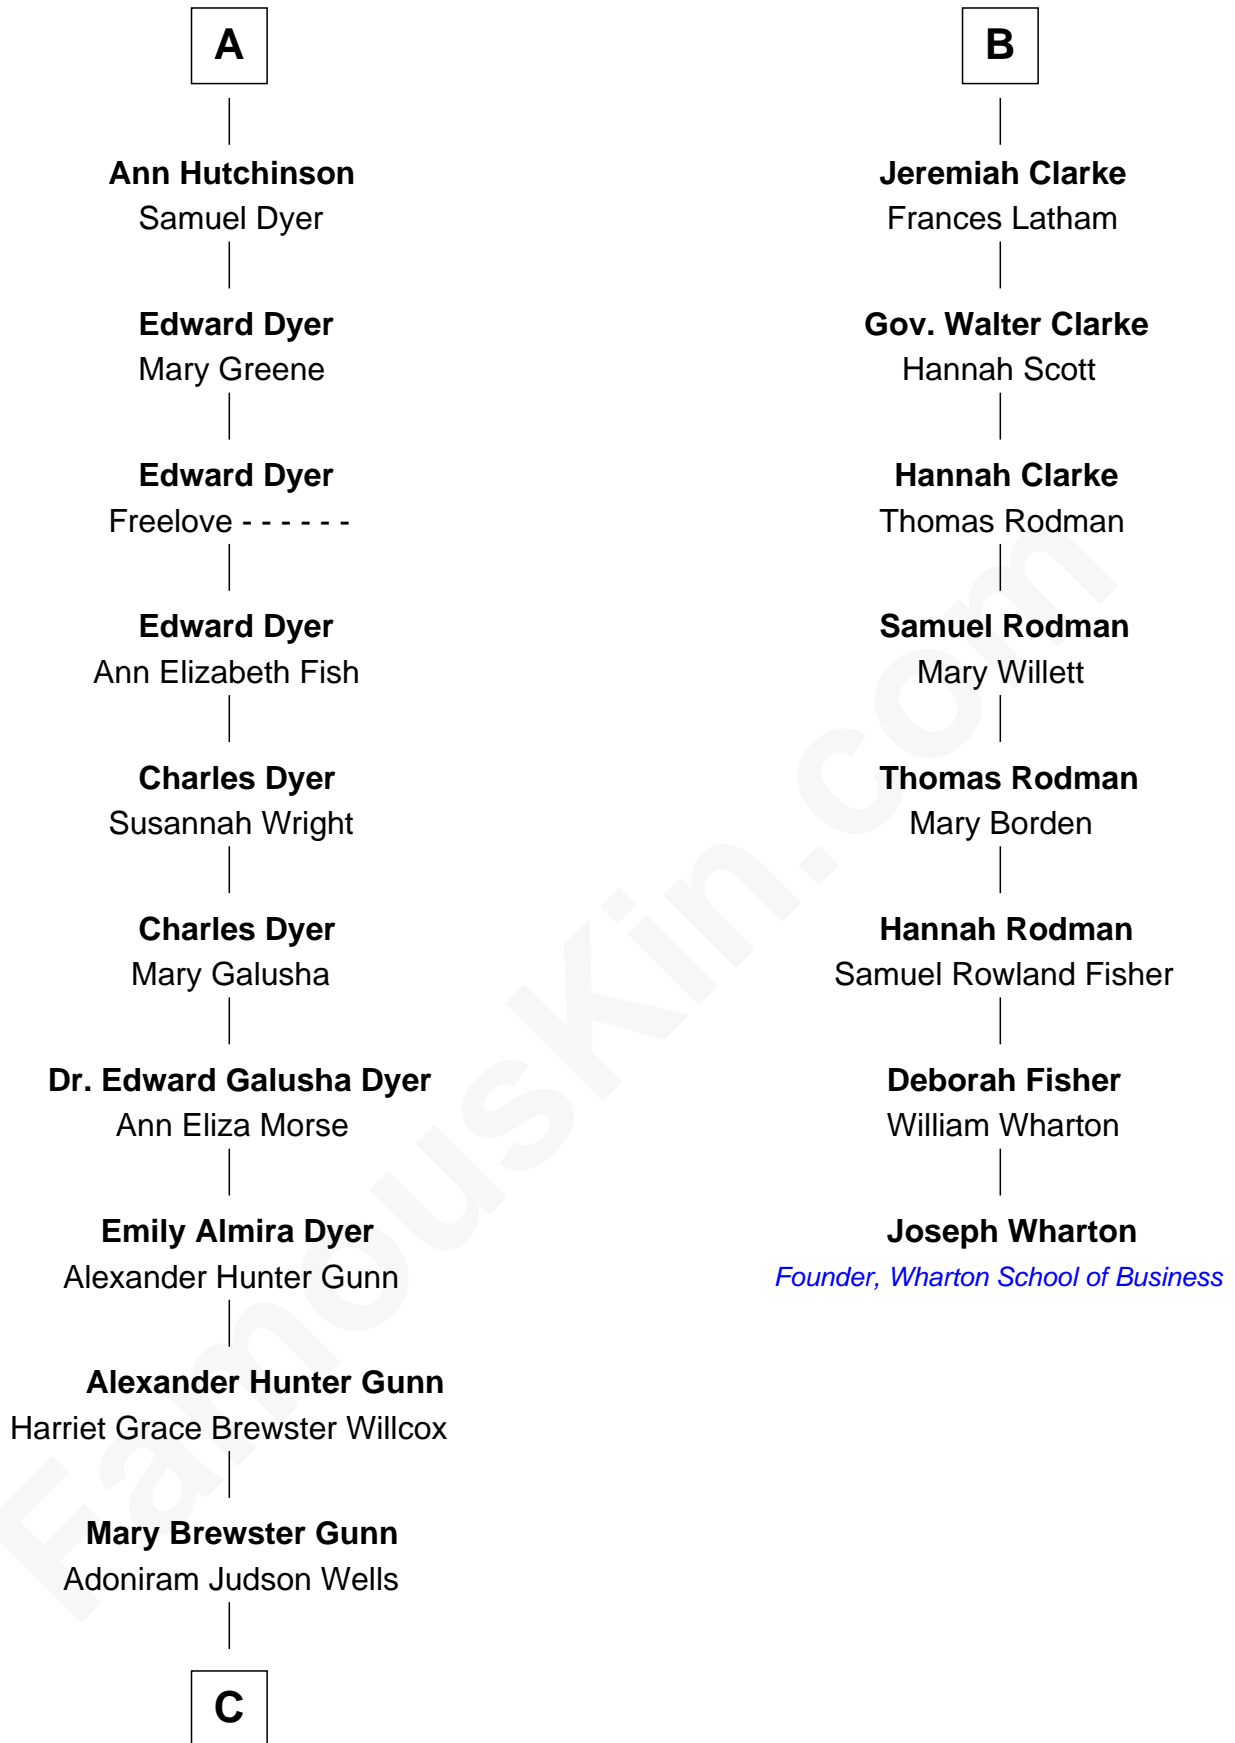 A
Ann Hutchinson
Samuel Dyer
Edward Dyer
Mary Greene
Edward Dyer
Freelove - - - - - -
Edward Dyer
Ann Elizabeth Fish
Charles Dyer
Susannah Wright
Charles Dyer
Mary Galusha
Dr. Edward Galusha Dyer
Ann Eliza Morse
Emily Almira Dyer
Alexander Hunter Gunn
Alexander Hunter Gunn
Harriet Grace Brewster Willcox
Mary Brewster Gunn
Adoniram Judson Wells
C
B
Jeremiah Clarke
Frances Latham
Gov. Walter Clarke
Hannah Scott
Hannah Clarke
Thomas Rodman
Samuel Rodman
Mary Willett
Thomas Rodman
Mary Borden
Hannah Rodman
Samuel Rowland Fisher
Deborah Fisher
William Wharton
Joseph Wharton
Founder, Wharton School of Business
FamousKin.com